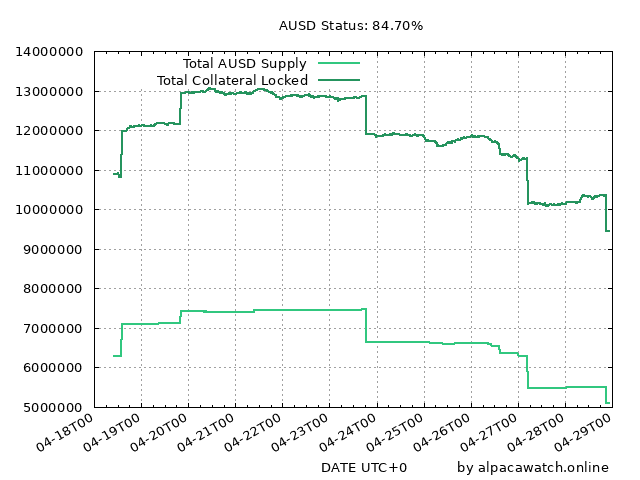 AUSD Status: 84.70%
14000000
13000000
12000000
11000000
10000000
9000000
8000000
7000000
6000000
5000000
Total AUSD Supply
Total Collateral Locked
04-18T00
04-19T00
04-20T00
04-21T00
04-22T00
04-23T00
04-24T00
04-25T00
04-26T00
04-27T00
04-28T00
04-29T00
DATE UTC+0
by alpacawatch.online